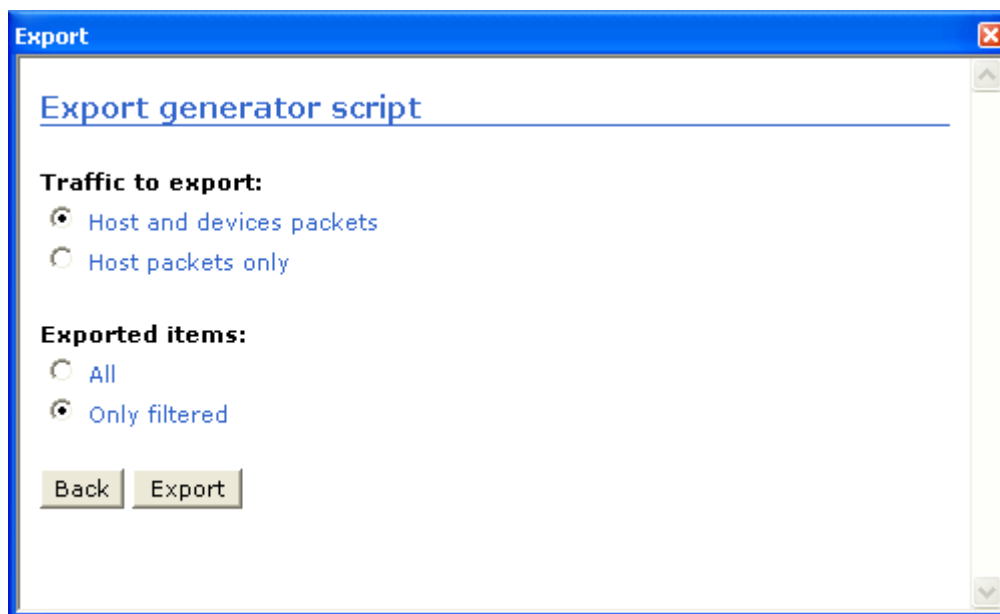 Export
Export generator script
Traffic to export:
Host and devices packets
Host packets only
Exported items:
All
Only filtered
Back Export